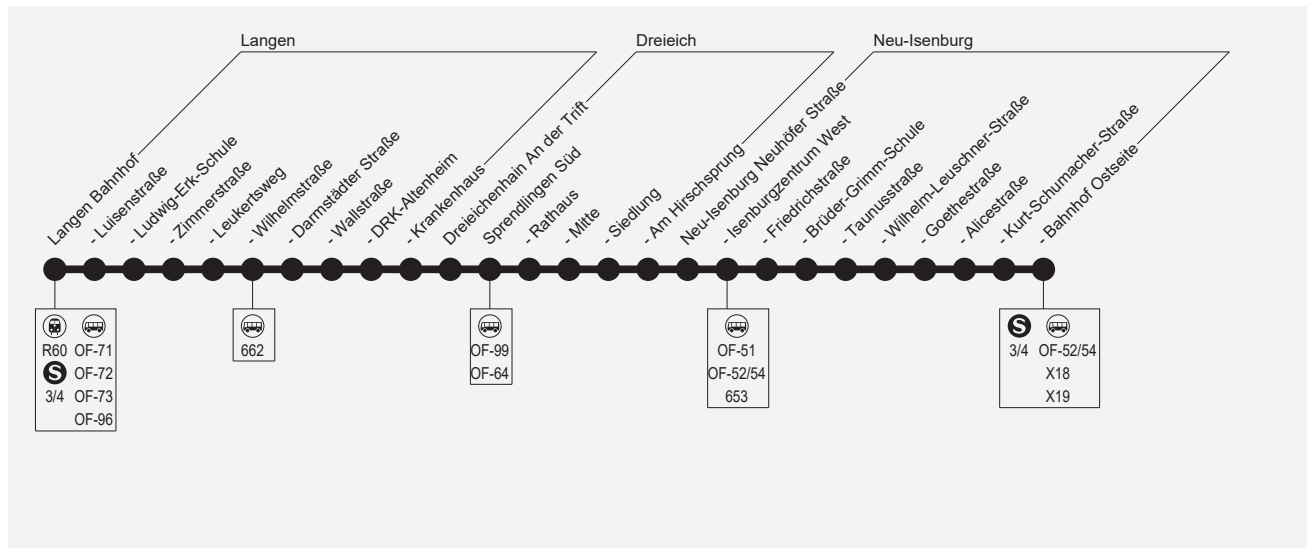 Langen
Dreieich
Neu-Isenburg
Langen Bahnhof
- Luisenstraße
- Ludwig-Erk-Schule
- Zimmerstraße
- Leukertsweg
- Wilhelmstraße
- Darmstädter Straße
- Wallstraße
- DRK-Altenheim
- Krankenhaus
Dreieichenhain An der Trift
Sprendlingen Süd
- Rathaus
- Mitte
- Siedlung
- Am Hirschsprung
Neu-Isenburg Neuhöfer Straße
- Isenburgzentrum West
- Friedrichstraße
- Brüder-Grimm-Schule
- Taunusstraße
- Wilhelm-Leuschner-Straße
- Goethestraße
- Alicestraße
- Kurt-Schumacher-Straße
- Bahnhof Ostseite
R60 OF-71
S OF-72
3/4 OF-73
OF-96
662
OF-99
OF-64
OF-51
OF-52/54
653
S
3/4 OF-52/54
X18
X19